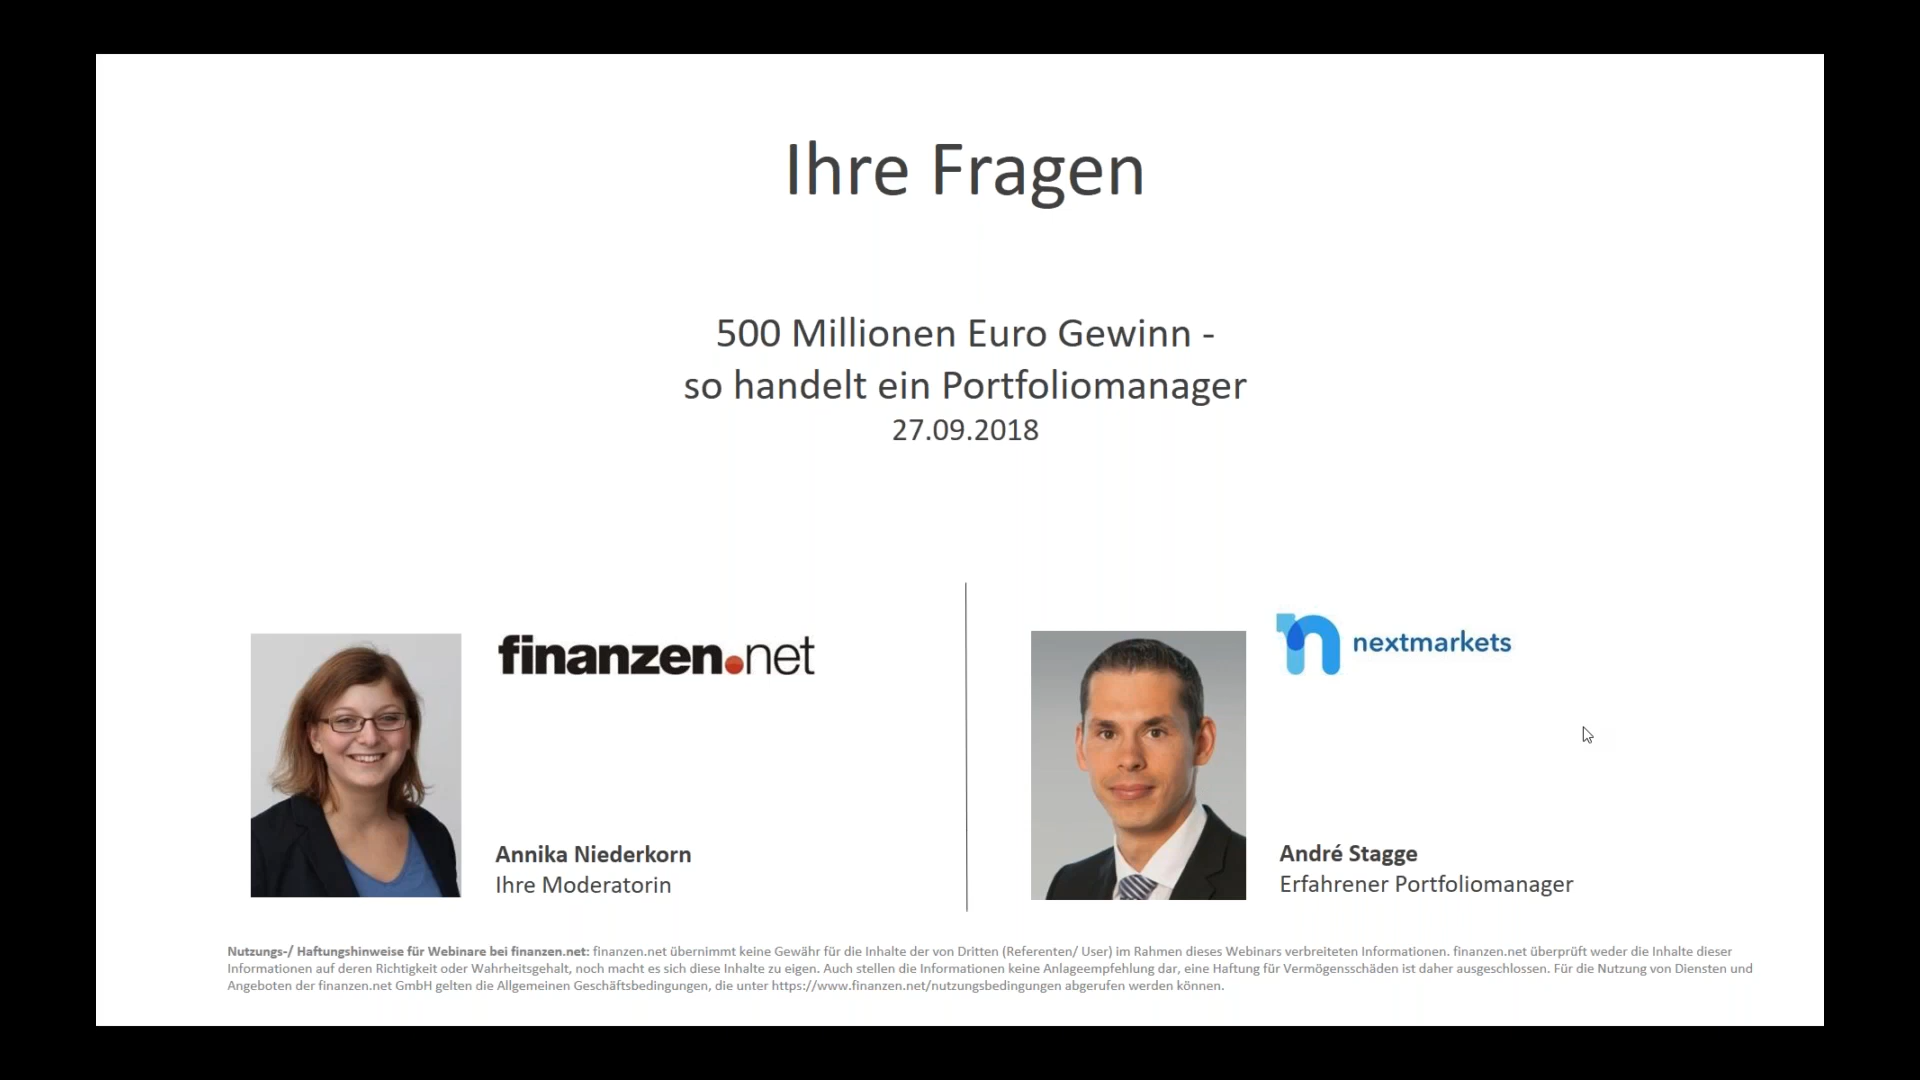 Ihre Fragen
500 Millionen Euro Gewinn -
so handelt ein Portfoliomanager
27.09.2018
finanzen.net
Annika Niederkorn
Ihre Moderatorin
nextmarkets
André Stagge
Erfahrener Portfoliomanager
Nutzungs-/ Haftungshinweise für Webinare bei finanzen.net: finanzen.net übernimmt keine Gewähr für die Inhalte der von Dritten (Referenten/ User) im Rahmen dieses Webinars verbreiteten Informationen. finanzen.net überprüft weder die Inhalte dieser
Informationen auf deren Richtigkeit oder Wahrheitsgehalt, noch macht es sich diese Inhalte zu eigen. Auch stellen die Informationen keine Anlageempfehlung dar, eine Haftung für Vermögensschäden ist daher ausgeschlossen. Für die Nutzung von Diensten und
Angeboten der finanzen.net GmbH gelten die Allgemeinen Geschäftsbedingungen, die unter https://www.finanzen.net/nutzungsbedingungen abgerufen werden können.